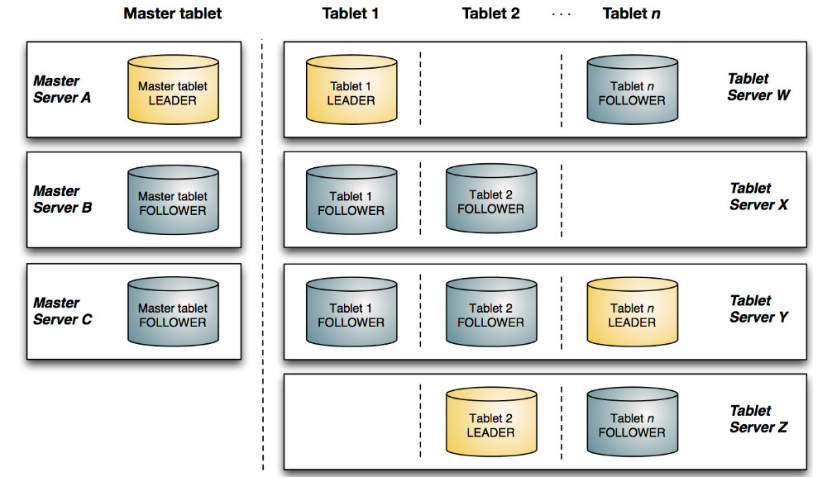 Master tablet
Tablet 1
Tablet 2
· · ·
Tablet n
Master
Server A
Master tablet
LEADER
Tablet 1
LEADER
Tablet n
FOLLOWER
Tablet
Server W
Master
Server B
Master tablet
FOLLOWER
Tablet 1
FOLLOWER
Tablet 2
FOLLOWER
Tablet
Server X
Master
Server C
Master tablet
FOLLOWER
Tablet 1
FOLLOWER
Tablet 2
FOLLOWER
Tablet n
LEADER
Tablet
Server Y
Tablet 2
LEADER
Tablet n
FOLLOWER
Tablet
Server Z